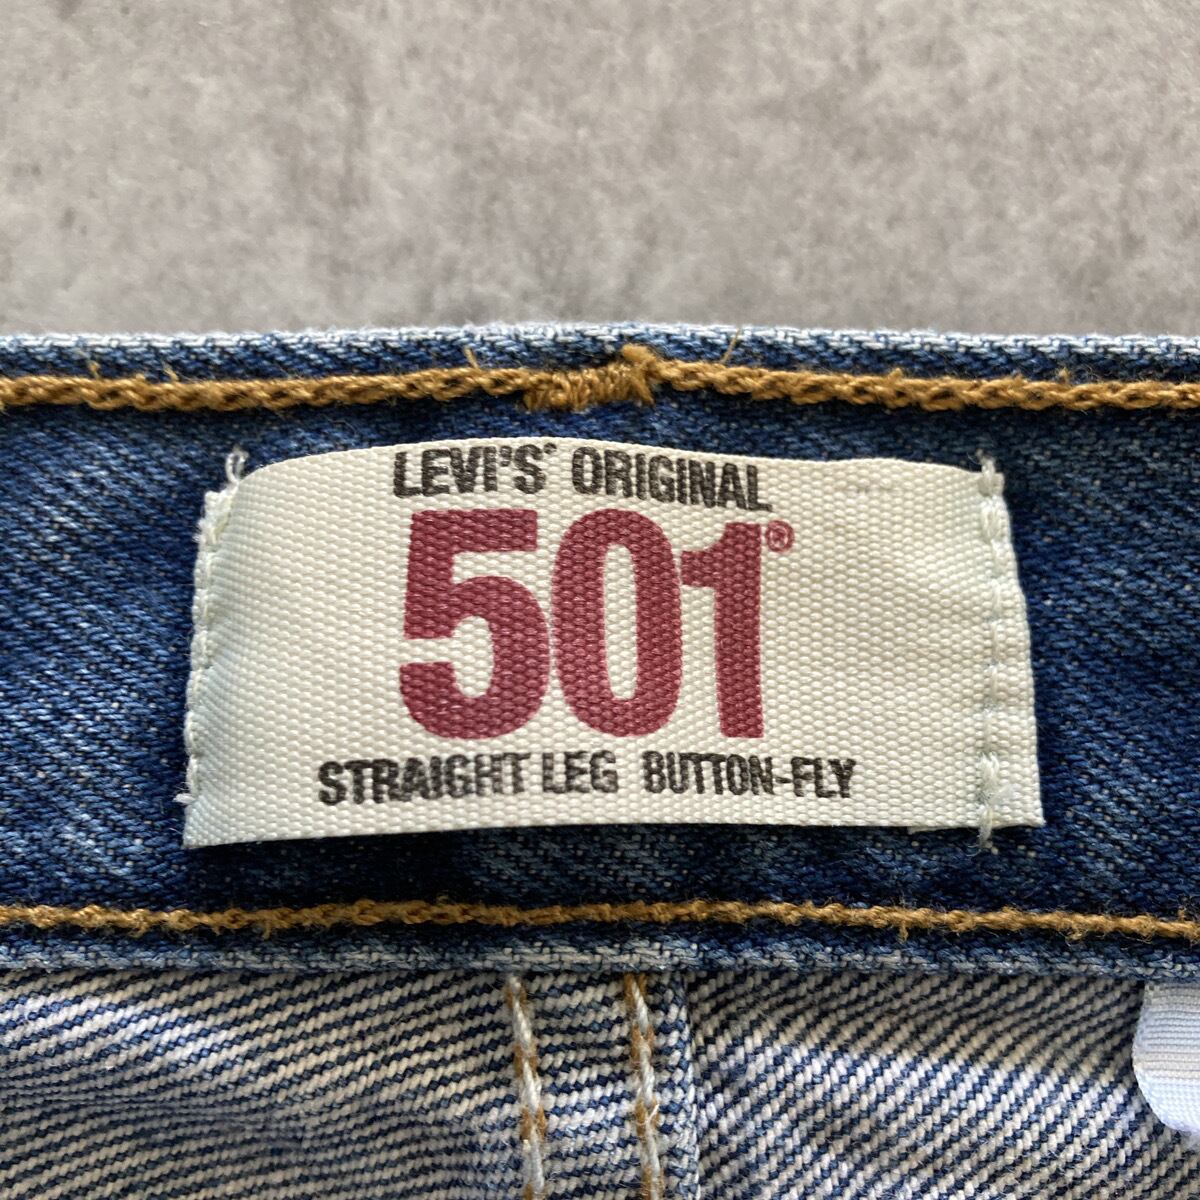 LEVI'S® ORIGINAL
501®
STRAIGHT LEG BUTTON-FLY